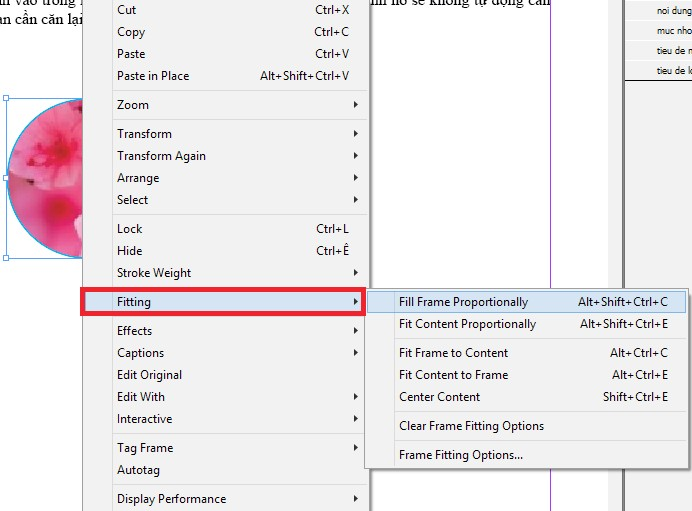 vào trong
sẽ không tự động căn
cần căn lại
Cut Ctrl+X
Copy Ctrl+C
Paste Ctrl+V
Paste in Place Alt+Shift+Ctrl+V
Zoom
Transform
Transform Again
Arrange
Select
Lock Ctrl+L
Hide Ctrl+Ê
Stroke Weight
Fitting
Effects
Captions
Edit Original
Edit With
Interactive
Tag Frame
Autotag
Display Performance
Fill Frame Proportionally Alt+Shift+Ctrl+C
Fit Content Proportionally Alt+Shift+Ctrl+E
Fit Frame to Content Alt+Ctrl+C
Fit Content to Frame Alt+Ctrl+E
Center Content Shift+Ctrl+E
Clear Frame Fitting Options
Frame Fitting Options...
noi dung
muc nho
tieu de
tieu de